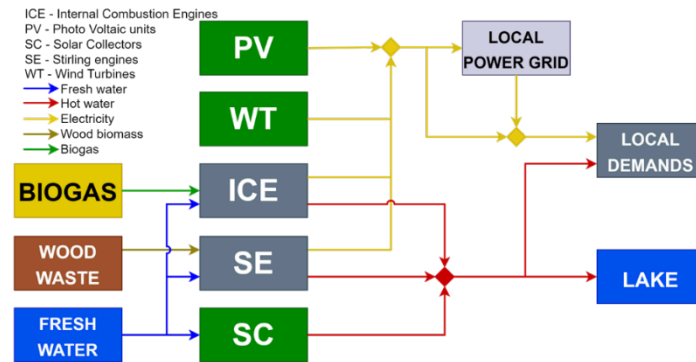 ICE - Internal Combustion Engines
PV - Photo Voltaic units
SC - Solar Collectors
SE - Stirling engines
WT - Wind Turbines
Fresh water
Hot water
Electricity
Wood biomass
Biogas
PV
LOCAL
POWER GRID
WT
LOCAL
DEMANDS
BIOGAS
ICE
WOOD
WASTE
SE
LAKE
FRESH
WATER
SC